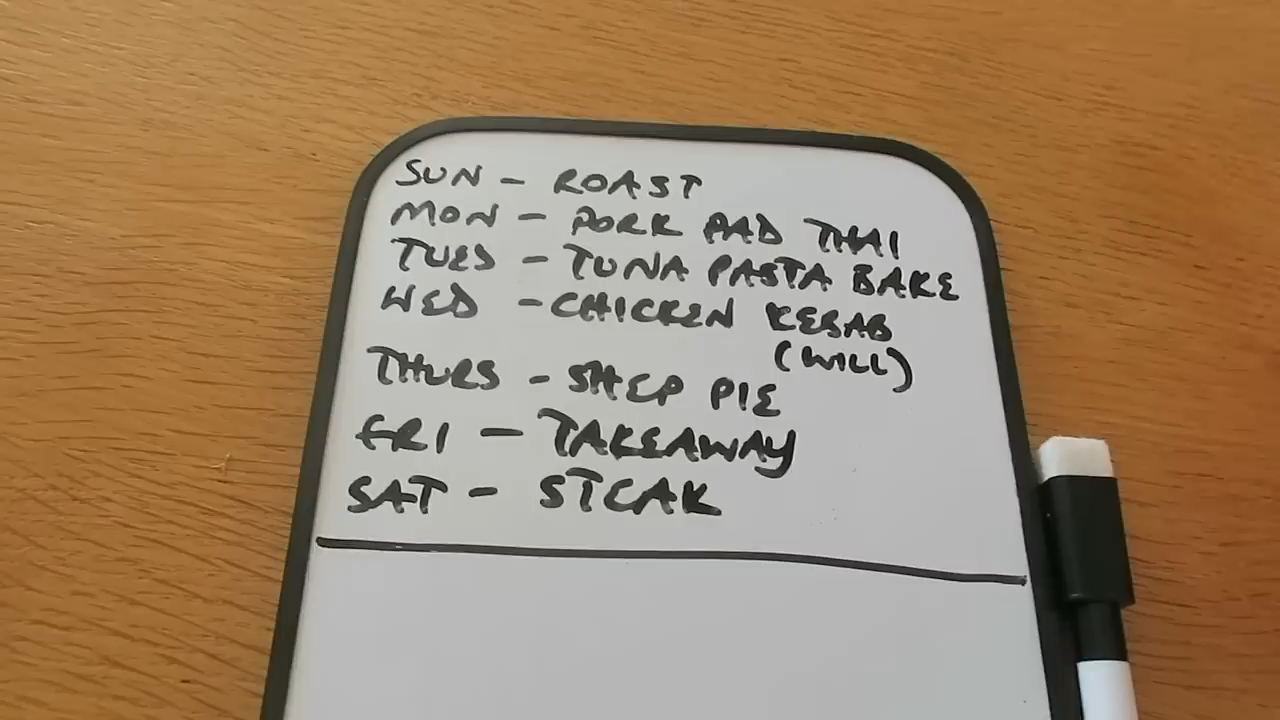 SUN - ROAST
MON - PORK PAD THAI
TUES - TUNA PASTA BAKE
WED - CHICKEN KEBAB
(WILL)
THURS - SHEP PIE
FRI - TAKEAWAY
SAT - STEAK